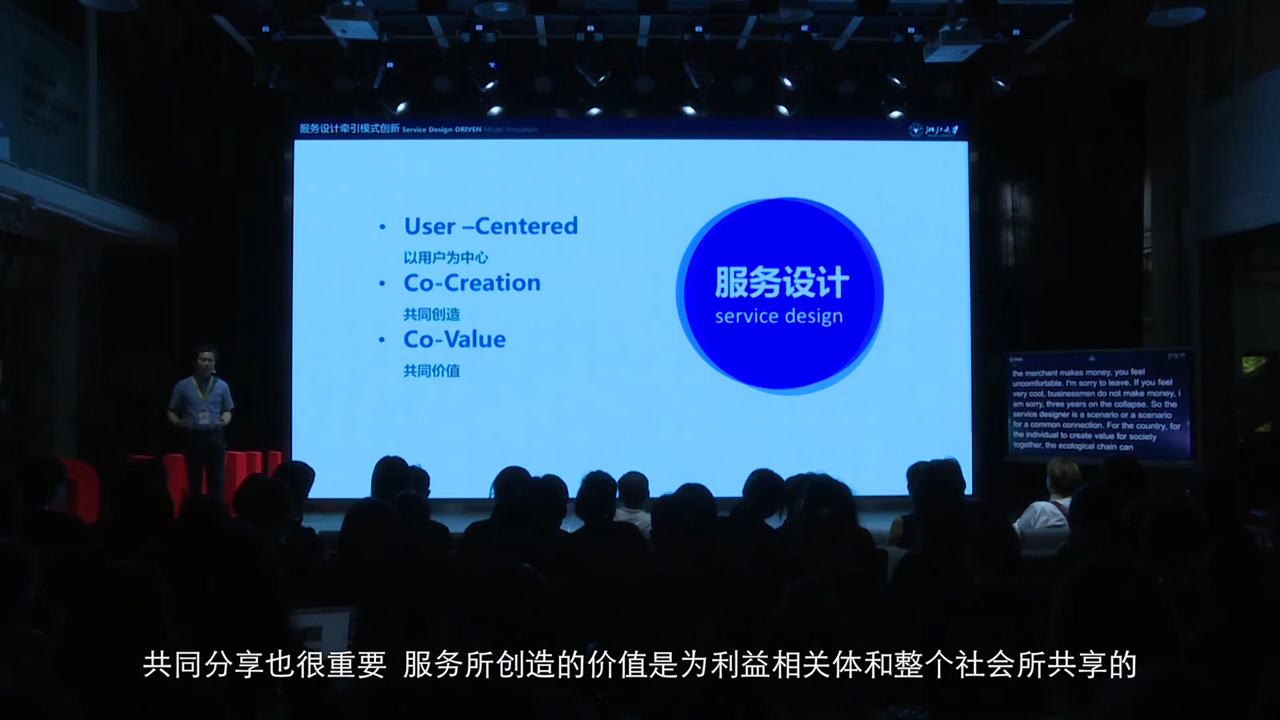 服务设计牵引模式创新 Service Design-DRIVEN Mode Innovation
浙江大学
• User –Centered
以用户为中心
• Co-Creation
共同创造
• Co-Value
共同价值
服务设计
service design
the merchant makes money, you feel
uncomfortable. I'm sorry to leave. If you feel
very cool, businessmen do not make money, i
am sorry, three years on the collapse. So the
service designer is a scenario or a scenario
for a common connection. For the country, for
the individual to create value for society
together, the ecological chain can
共同分享也很重要 服务所创造的价值是为利益相关体和整个社会所共享的